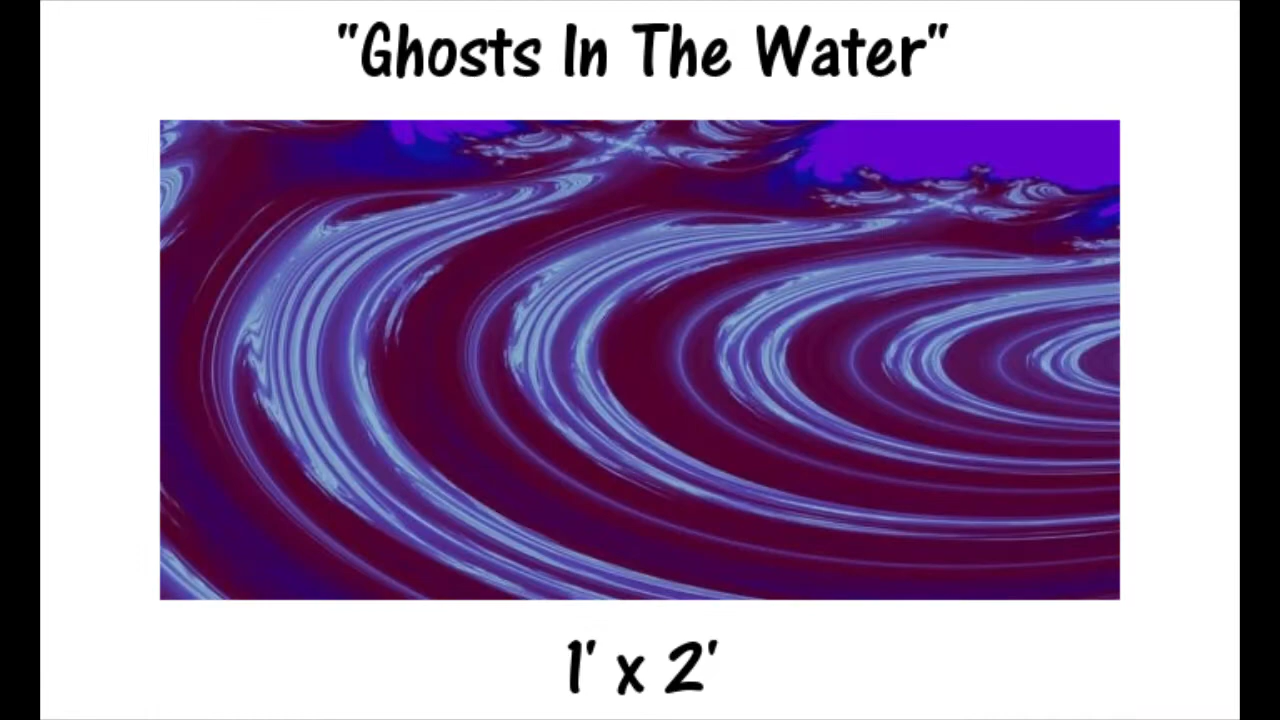 "Ghosts In The Water"
1' x 2'